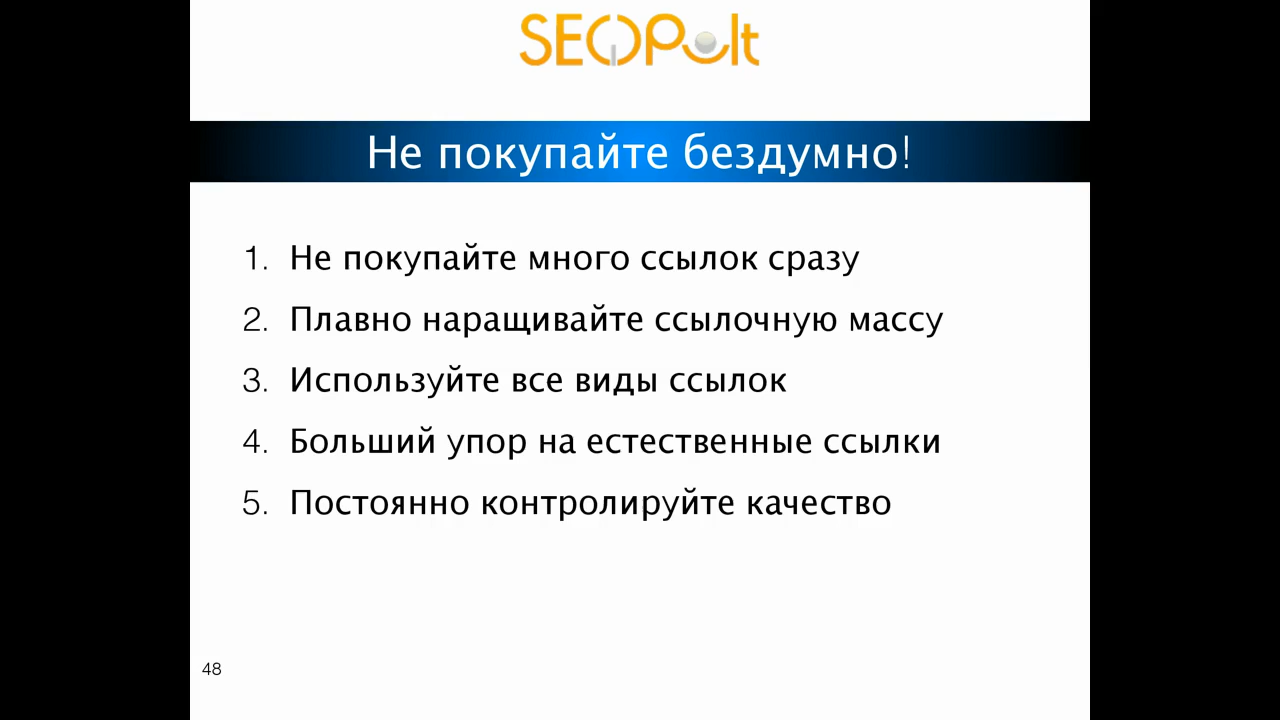 SEOPult
Не покупайте бездумно!
1. Не покупайте много ссылок сразу
2. Плавно наращивайте ссылочную массу
3. Используйте все виды ссылок
4. Больший упор на естественные ссылки
5. Постоянно контролируйте качество
48